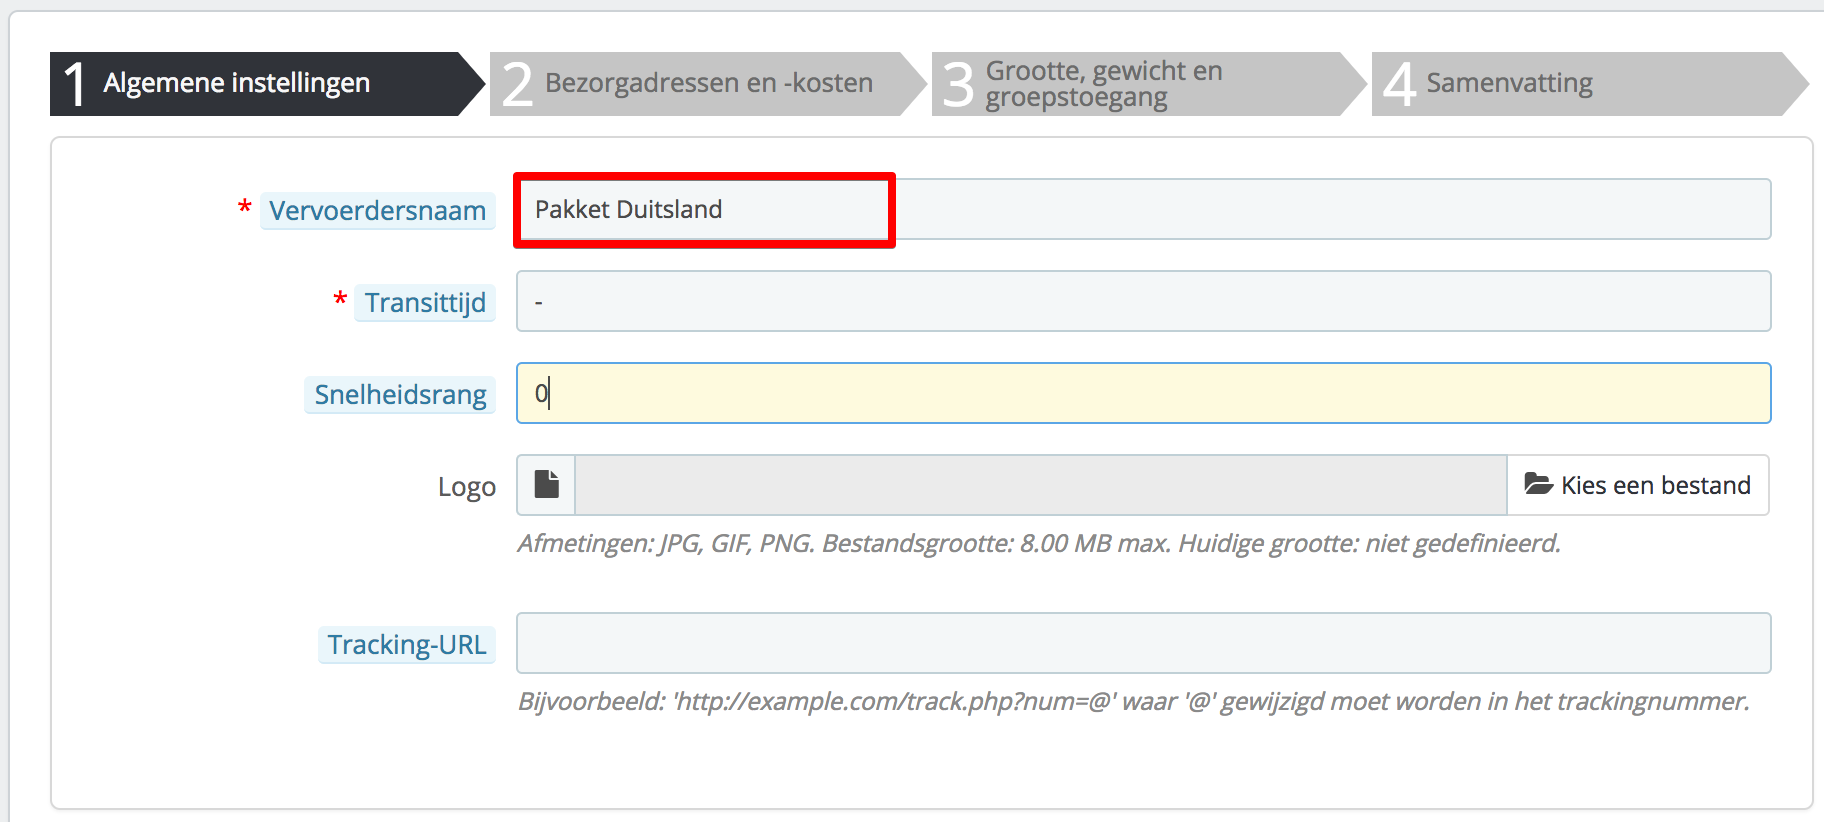 1 Algemene instellingen
2 Bezorgadressen en -kosten
3 Grootte, gewicht en
groepstoegang
4 Samenvatting
* Vervoerdersnaam Pakket Duitsland
* Transittijd -
Snelheidsrang 0
Logo Kies een bestand
Afmetingen: JPG, GIF, PNG. Bestandsgrootte: 8.00 MB max. Huidige grootte: niet gedefinieerd.
Tracking-URL
Bijvoorbeeld: 'http://example.com/track.php?num=@' waar '@' gewijzigd moet worden in het trackingnummer.